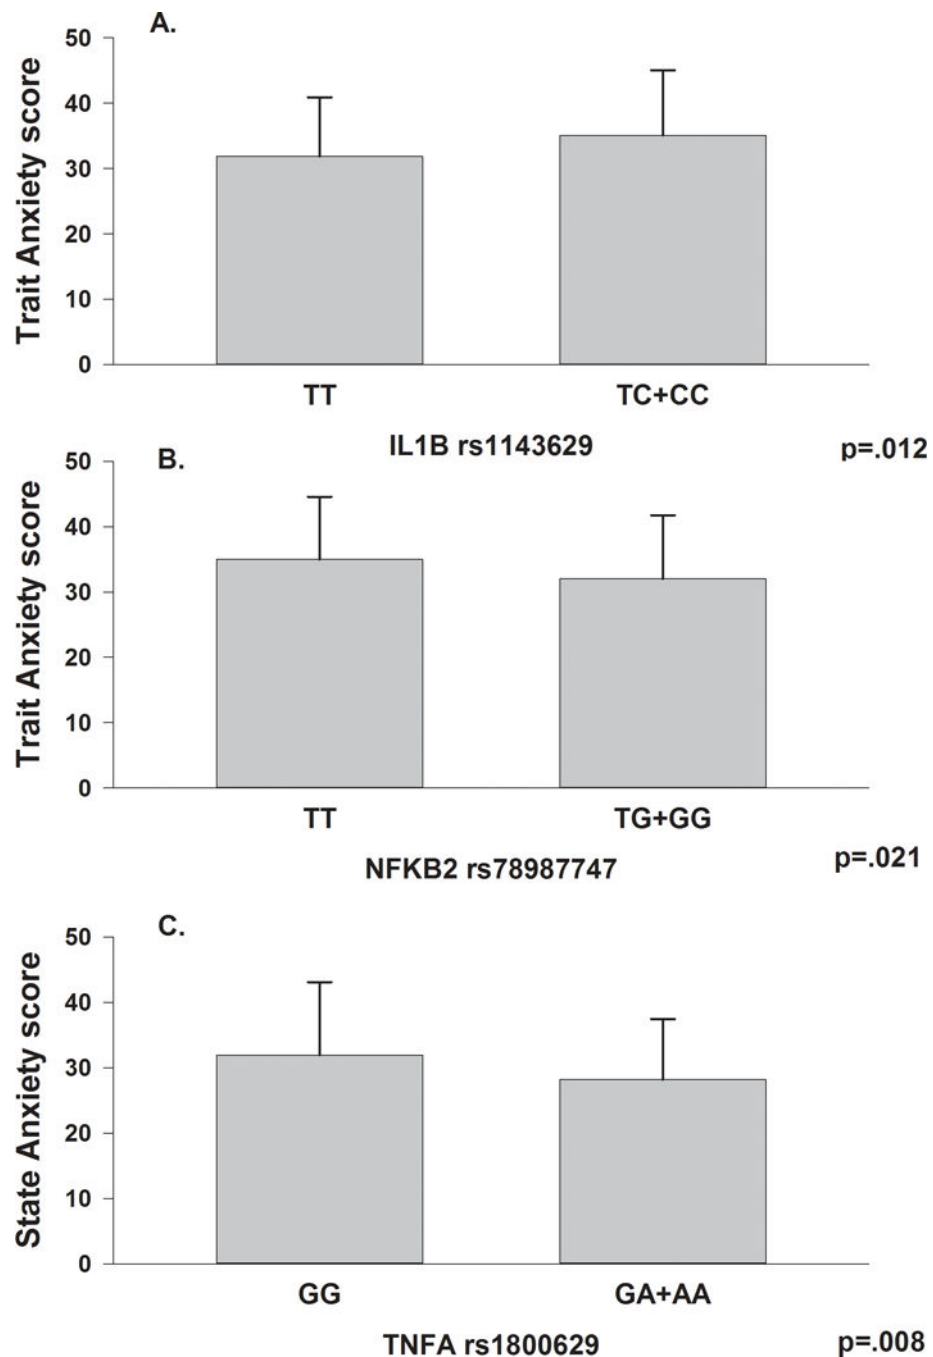 A.
Trait Anxiety score
50
40
30
20
10
0
TT TC+CC
IL1B rs1143629 p=.012
B.
Trait Anxiety score
50
40
30
20
10
0
TT TG+GG
NFKB2 rs78987747 p=.021
C.
State Anxiety score
50
40
30
20
10
0
GG GA+AA
TNFA rs1800629 p=.008